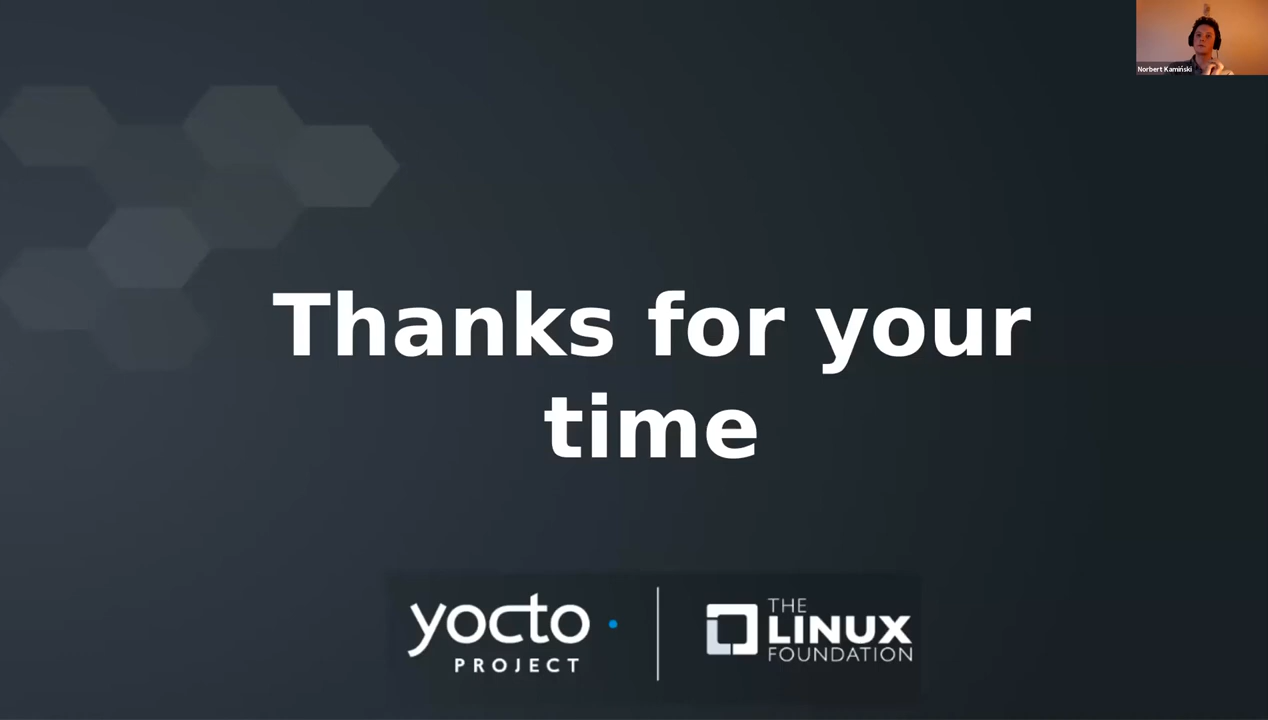 Norbert Kamiński
Thanks for your
time
yocto
PROJECT
THE
LINUX
FOUNDATION